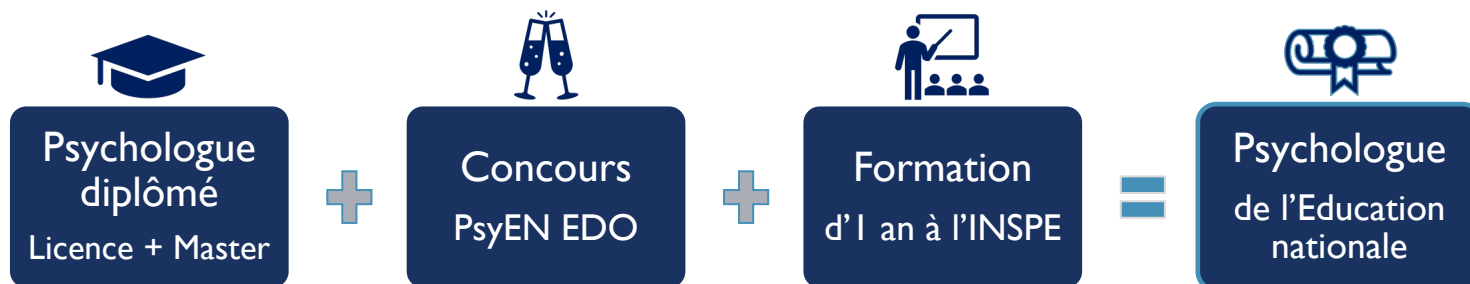 Psychologue
diplômé
Licence + Master
Concours
PsyEN EDO
Formation
d'1 an à l'INSPE
Psychologue
de l'Education
nationale